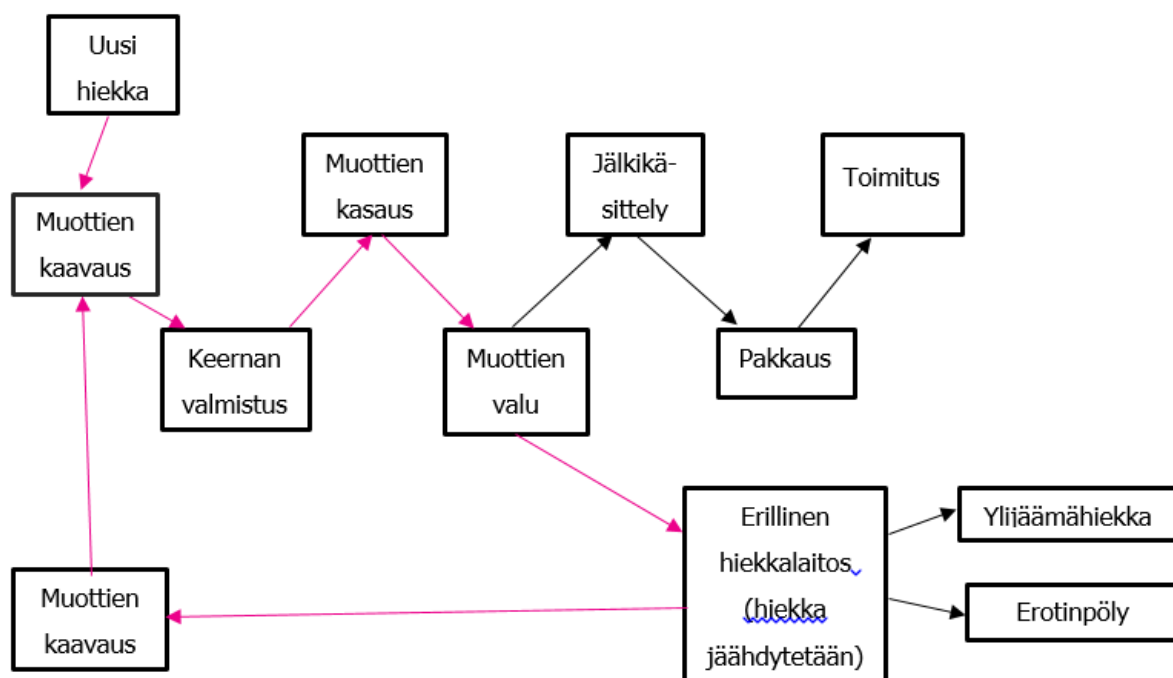 Uusi
hiekka
Muottien
kasaus
Jälkikä-
sittely
Toimitus
Muottien
kaavaus
Keernan
valmistus
Muottien
valu
Pakkaus
Erillinen
hiekkalaitos
(hiekka
jäähdytetään)
Ylijäämähiekka
Erotinpöly
Muottien
kaavaus